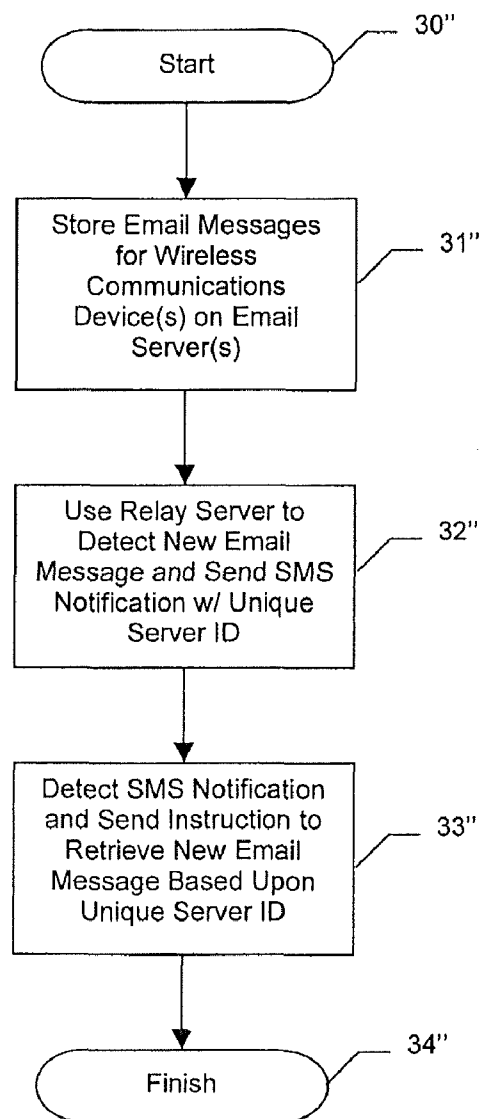 30"
Start
Store Email Messages
for Wireless
Communications
Device(s) on Email
Server(s)
31"
Use Relay Server to
Detect New Email
Message and Send SMS
Notification w/ Unique
Server ID
32"
Detect SMS Notification
and Send Instruction to
Retrieve New Email
Message Based Upon
Unique Server ID
33"
34"
Finish